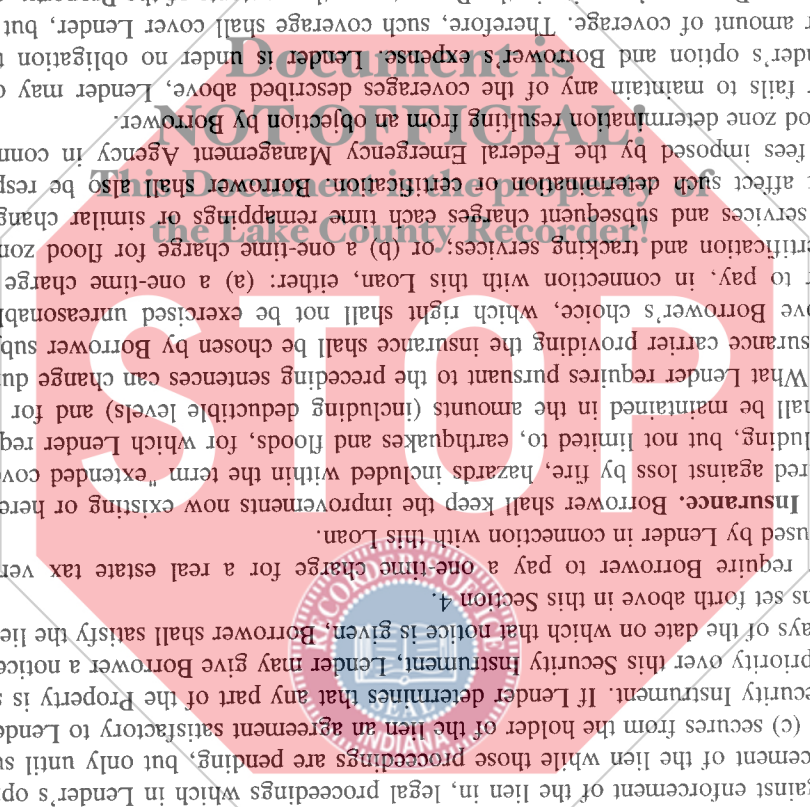 gainst enforcement of the lien in, legal proceedings which in Lender's op
cement of the lien while those proceedings are pending, but only until su
(c) secures from the holder of the lien an agreement satisfactory to Lende
ecurity Instrument. If Lender determines that any part of the Property is s
priority over this Security Instrument, Lender may give Borrower a notice
ays of the date on which that notice is given, Borrower shall satisfy the lie
ns set forth above in this Section 4.
require Borrower to pay a one-time charge for a real estate tax ver
used by Lender in connection with this Loan.
Insurance. Borrower shall keep the improvements now existing or here
red against loss by fire, hazards included within the term "extended cove
luding, but not limited to, earthquakes and floods, for which Lender req
hall be maintained in the amounts (including deductible levels) and for
What Lender requires pursuant to the preceding sentences can change du
surance carrier providing the insurance shall be chosen by Borrower sub
ove Borrower's choice, which right shall not be exercised unreasonabl
r to pay, in connection with this Loan, either: (a) a one-time charge
rtification and tracking services; or (b) a one-time charge for flood zon
services and subsequent charges each time remappings or similar chang
t affect such determination or certification. Borrower shall also be resp
fees imposed by the Federal Emergency Management Agency in conn
od zone determination resulting from an objection by Borrower.
r fails to maintain any of the coverages described above, Lender may o
nder's option and Borrower's expense. Lender is under no obligation t
r amount of coverage. Therefore, such coverage shall cover Lender, but
Document is
NOT OFFICIAL!
This Document is the property of
the Lake County Recorder!
STOP
RECORDER'S OFFICE
SEAL
INDIANA